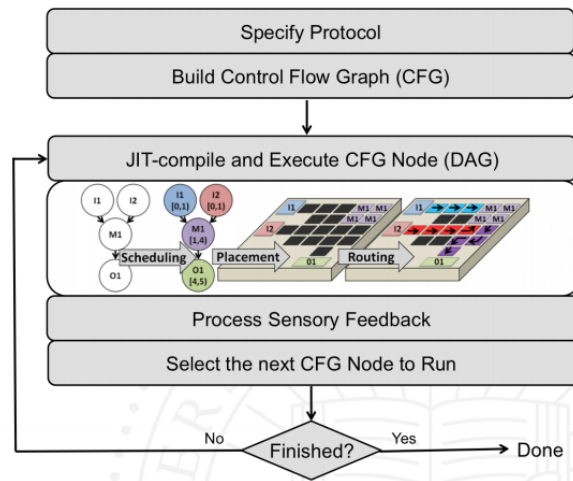 Specify Protocol
Build Control Flow Graph (CFG)
JIT-compile and Execute CFG Node (DAG)
I1 I2
M1
O1
Scheduling
I1 [0,1)
I2 [0,1)
M1 [1,4)
O1 [4,5)
Placement
I1
I2
M1 M1
M1 M1
O1
Routing
I1
I2
M1 M1
M1 M1
O1
Process Sensory Feedback
Select the next CFG Node to Run
No Finished? Yes Done